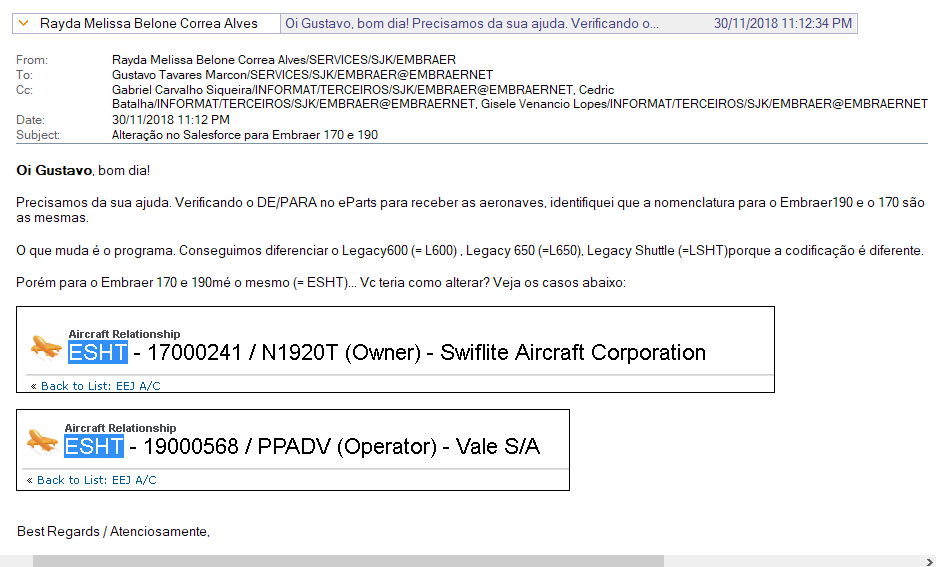 Rayda Melissa Belone Correa Alves Oi Gustavo, bom dia! Precisamos da sua ajuda. Verificando o... 30/11/2018 11:12:34 PM
From: Rayda Melissa Belone Correa Alves/SERVICES/SJK/EMBRAER
To: Gustavo Tavares Marcon/SERVICES/SJK/EMBRAER@EMBRAERNET
Cc: Gabriel Carvalho Siqueira/INFORMAT/TERCEIROS/SJK/EMBRAER@EMBRAERNET, Cedric
Batalha/INFORMAT/TERCEIROS/SJK/EMBRAER@EMBRAERNET, Gisele Venancio Lopes/INFORMAT/TERCEIROS/SJK/EMBRAER@EMBRAERNET
Date: 30/11/2018 11:12 PM
Subject: Alteração no Salesforce para Embraer 170 e 190
Oi Gustavo, bom dia!
Precisamos da sua ajuda. Verificando o DE/PARA no eParts para receber as aeronaves, identifiquei que a nomenclatura para o Embraer190 e o 170 são
as mesmas.
O que muda é o programa. Conseguimos diferenciar o Legacy600 (= L600) , Legacy 650 (=L650), Legacy Shuttle (=LSHT)porque a codificação é diferente.
Porém para o Embraer 170 e 190mé o mesmo (= ESHT)... Vc teria como alterar? Veja os casos abaixo:
Aircraft Relationship
ESHT - 17000241 / N1920T (Owner) - Swiflite Aircraft Corporation
« Back to List: EEJ A/C
Aircraft Relationship
ESHT - 19000568 / PPADV (Operator) - Vale S/A
« Back to List: EEJ A/C
Best Regards / Atenciosamente,